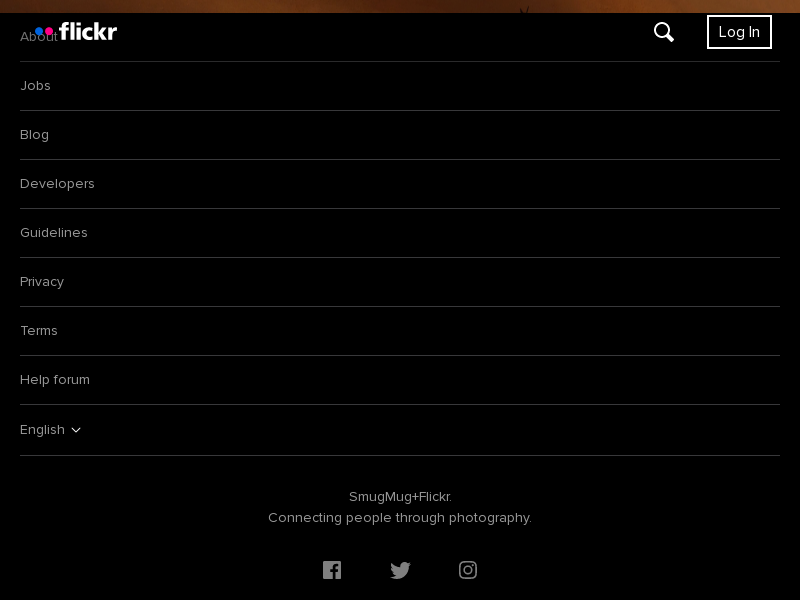 About
flickr
Log In
Jobs
Blog
Developers
Guidelines
Privacy
Terms
Help forum
English
SmugMug+Flickr.
Connecting people through photography.